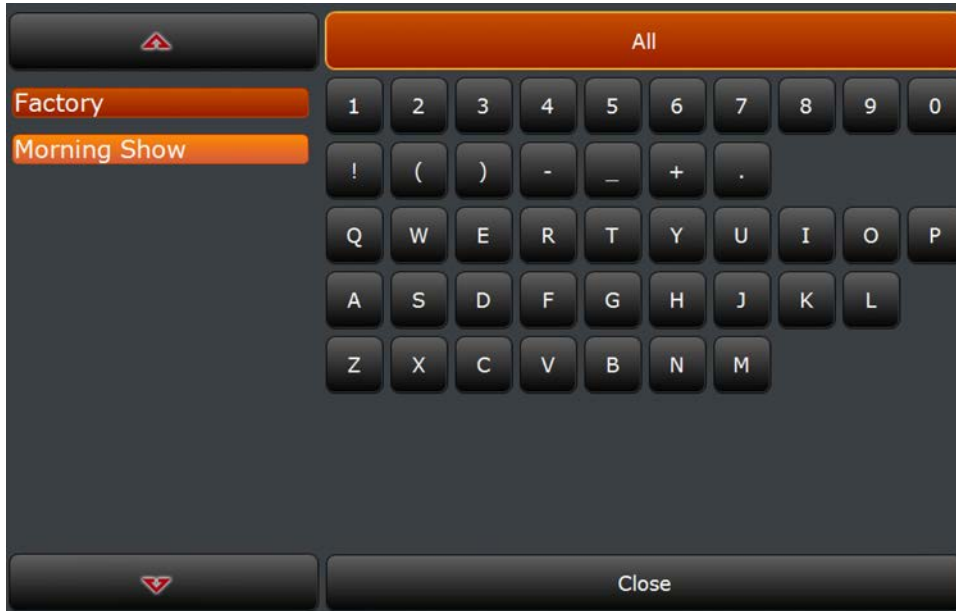 All
Factory
Morning Show
1 2 3 4 5 6 7 8 9 0
! ( ) - _ + .
Q W E R T Y U I O P
A S D F G H J K L
Z X C V B N M
Close